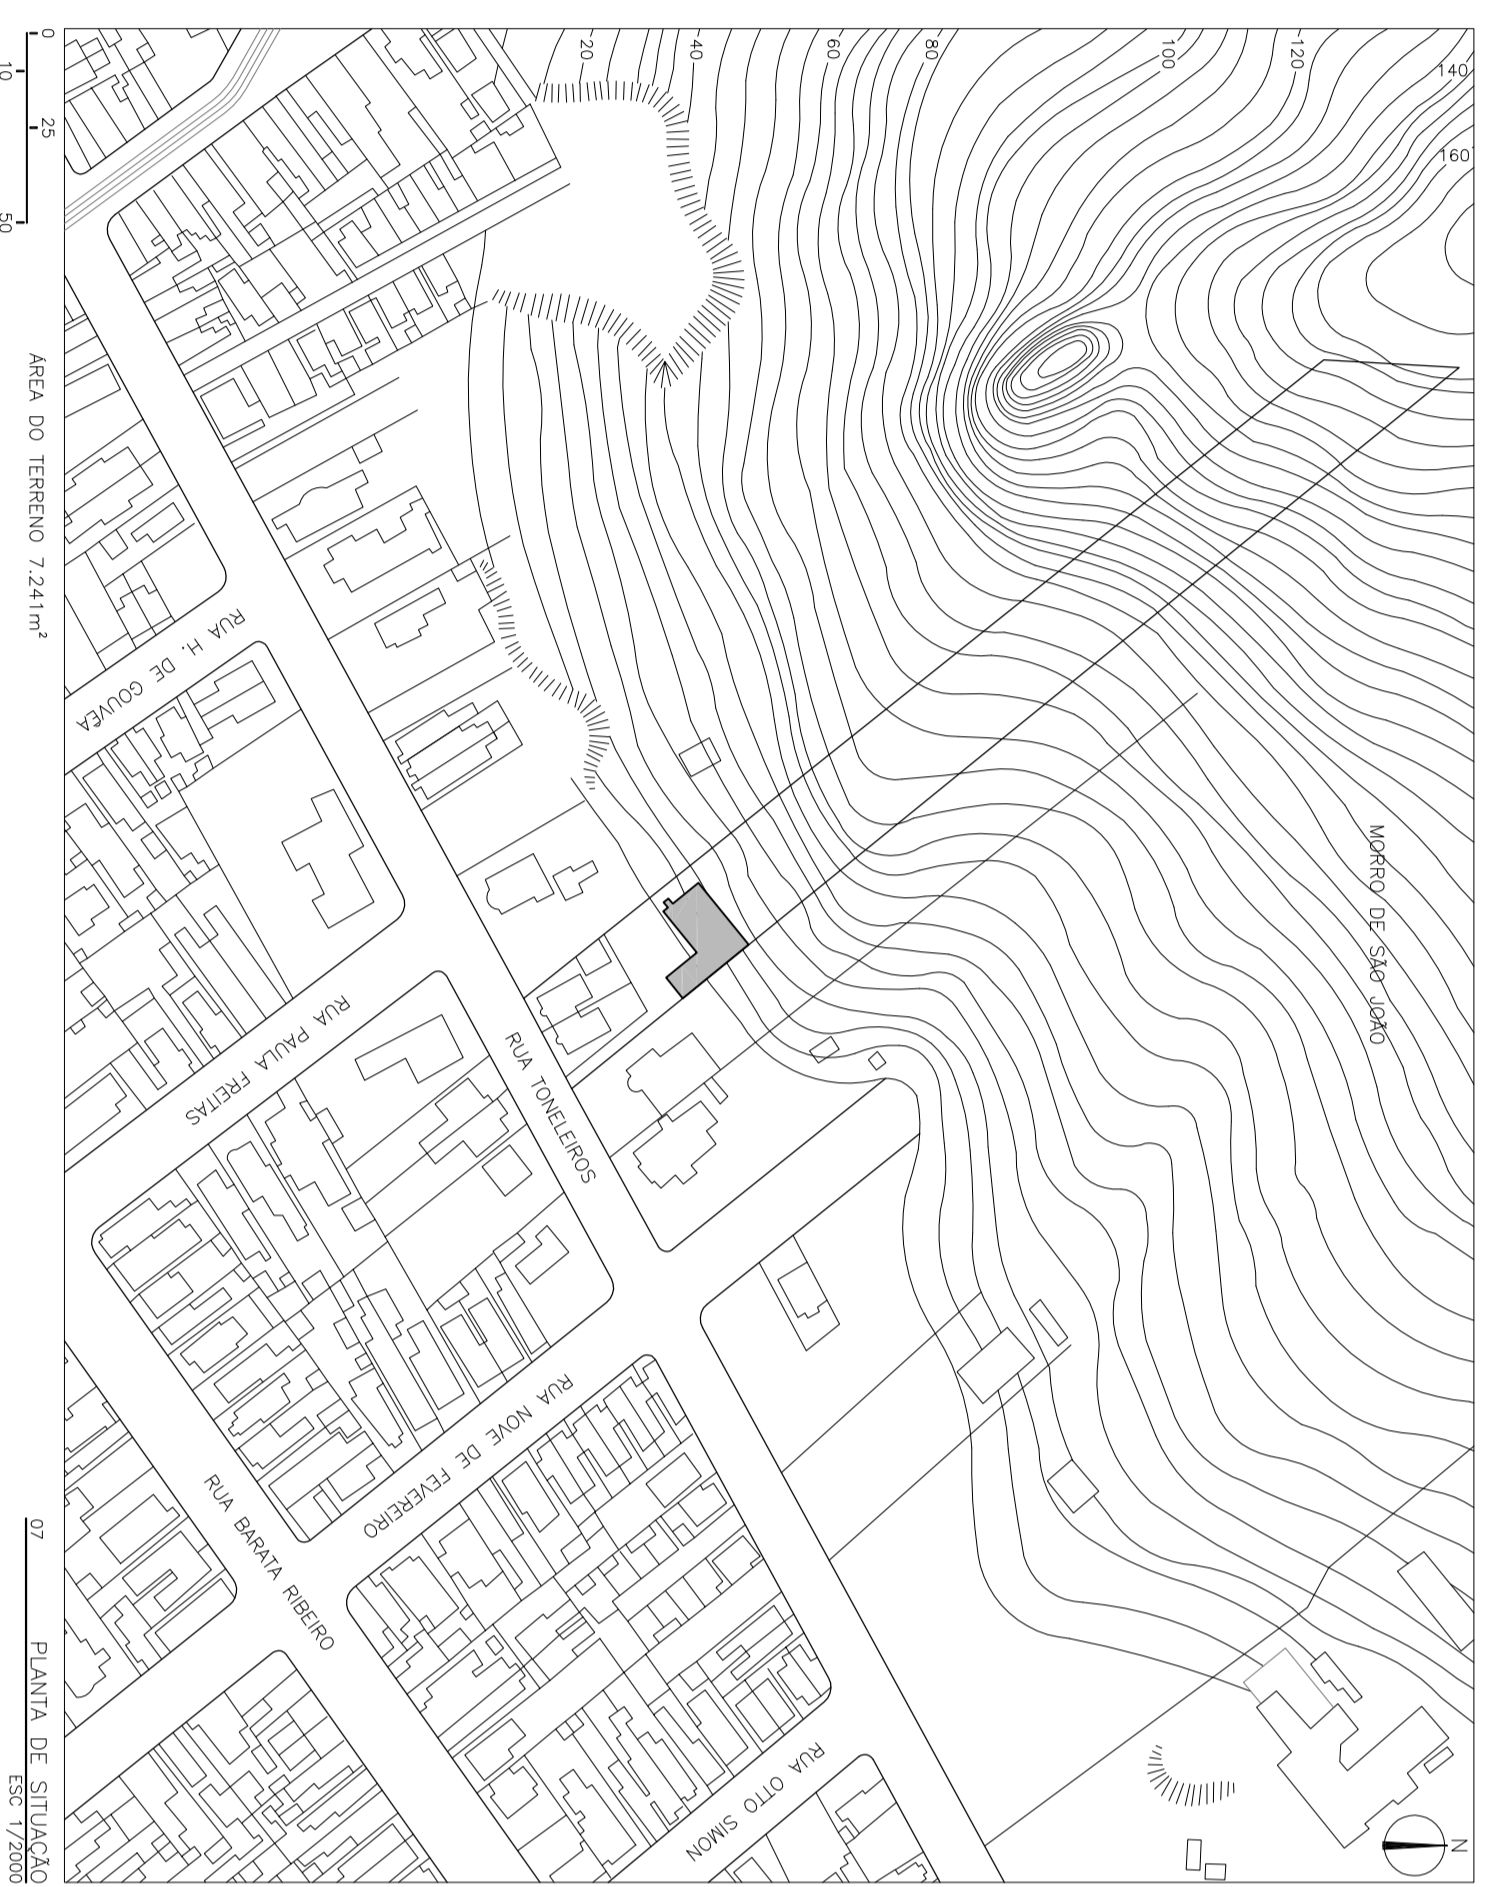 20
40
60
80
100
120
140
160
MORRO DE SÃO JOÃO
RUA H. DE GOUVÊA
RUA PAULA FREITAS
RUA TONELEIROS
RUA NOVE DE FEVEREIRO
RUA BARATA RIBEIRO
RUA OTTO SIMON
N
0
10
25
50
ÁREA DO TERRENO 7.241m²
07 PLANTA DE SITUAÇÃO
ESC 1/2000